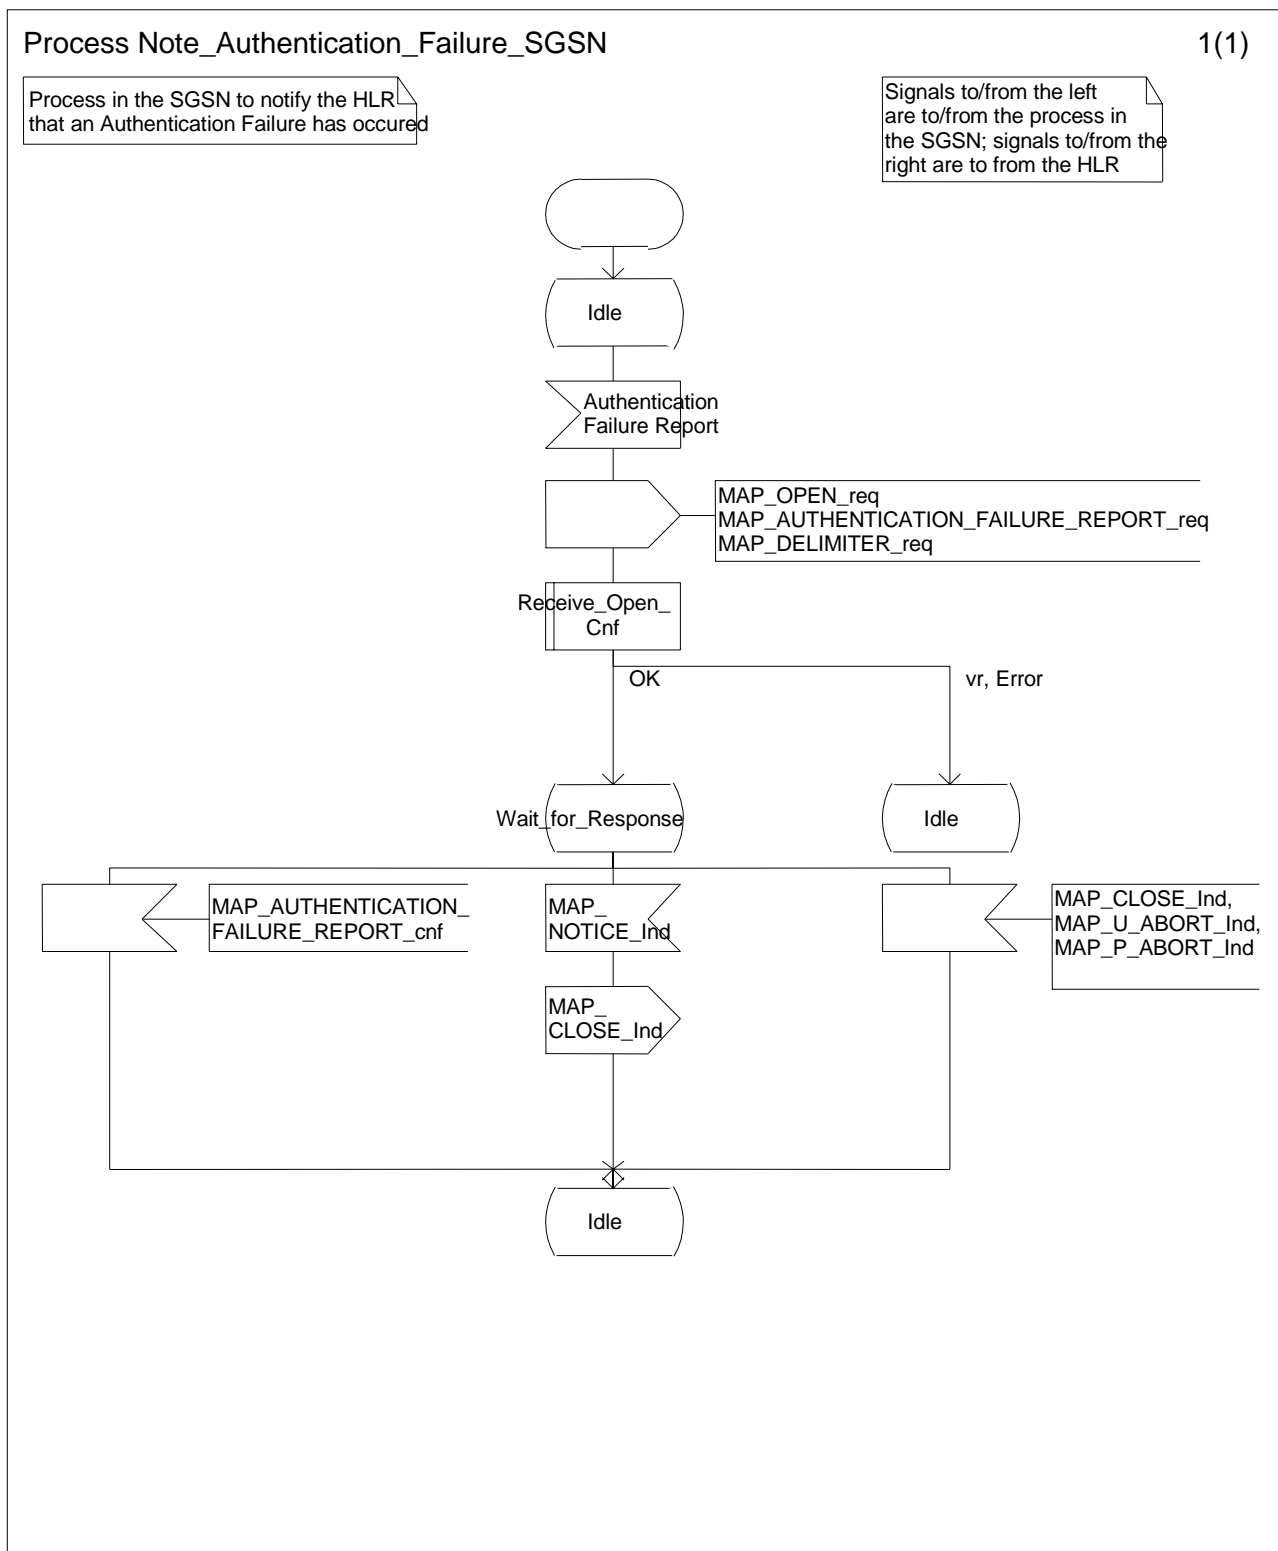 Process Note_Authentication_Failure_SGSN
1(1)
Process in the SGSN to notify the HLR
that an Authentication Failure has occured
Signals to/from the left
are to/from the process in
the SGSN; signals to/from the
right are to from the HLR
Idle
Authentication
Failure Report
MAP_OPEN_req
MAP_AUTHENTICATION_FAILURE_REPORT_req
MAP_DELIMITER_req
Receive_Open_
Cnf
OK
vr, Error
Wait_for_Response
Idle
MAP_AUTHENTICATION_
FAILURE_REPORT_cnf
MAP_
NOTICE_Ind
MAP_CLOSE_Ind,
MAP_U_ABORT_Ind,
MAP_P_ABORT_Ind
MAP_
CLOSE_Ind
Idle